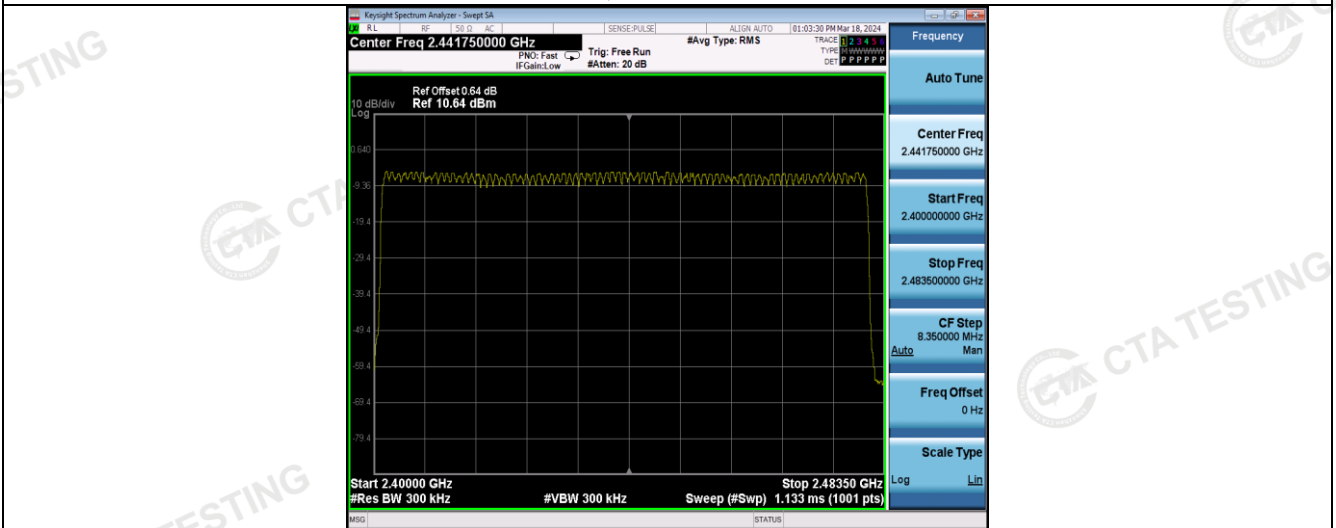 Keysight Spectrum Analyzer - Swept SA
RL RF 50 Ω AC SENSE:PULSE ALIGN AUTO 01:03:30 PM Mar 18, 2024
Center Freq 2.441750000 GHz
#Avg Type: RMS
TRACE 1 2 3 4 5 6
PNO: Fast Trig: Free Run
TYPE M WWWWW
IFGain:Low #Atten: 20 dB
DET P P P P P P
Ref Offset 0.64 dB
10 dB/div Ref 10.64 dBm
Log
0.640
-9.36
-19.4
-29.4
-39.4
-49.4
-59.4
-69.4
-79.4
Start 2.40000 GHz Stop 2.48350 GHz
#Res BW 300 kHz #VBW 300 kHz Sweep (#Swp) 1.133 ms (1001 pts)
MSG STATUS
Frequency
Auto Tune
Center Freq
2.441750000 GHz
Start Freq
2.400000000 GHz
Stop Freq
2.483500000 GHz
CF Step
8.350000 MHz
Auto Man
Freq Offset
0 Hz
Scale Type
Log Lin
STING
CTA
CTA TESTING
TESTING